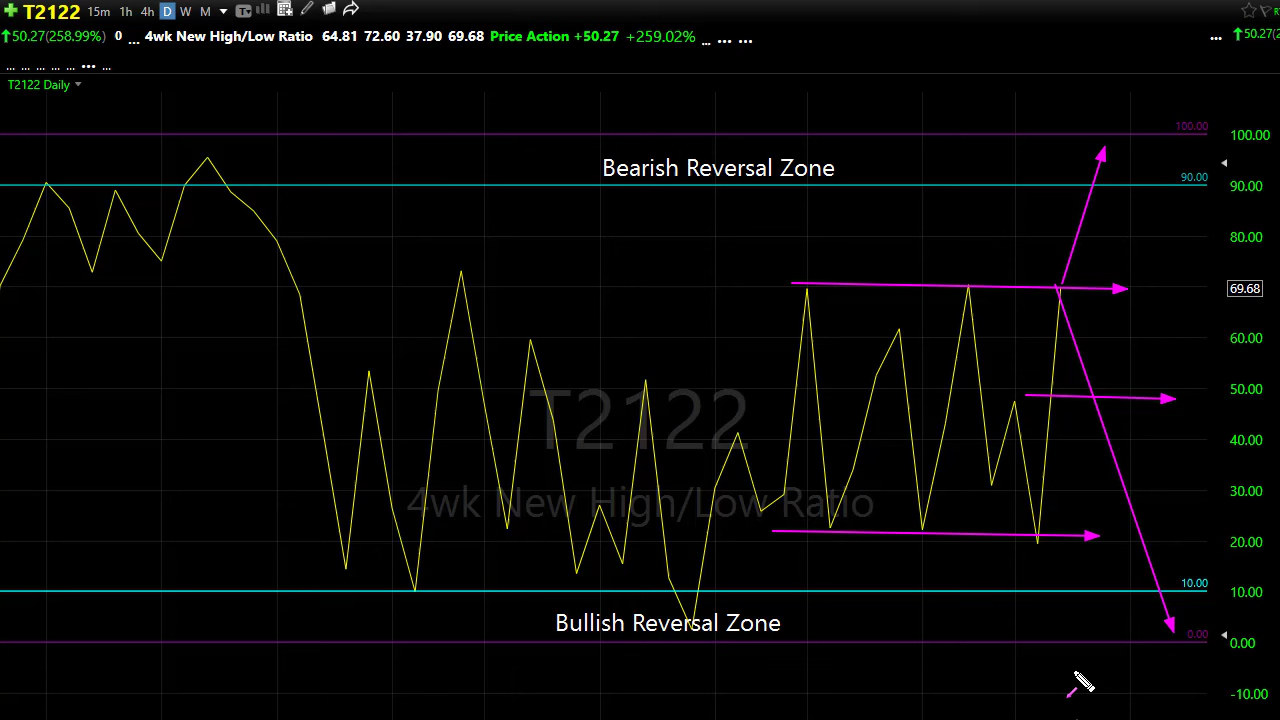 T2122 15m 1h 4h D W M T
50.27(258.99%) 0 ... 4wk New High/Low Ratio 64.81 72.60 37.90 69.68 Price Action +50.27 +259.02% ... ... ... ... 50.27(2
... ... ... ... ... ... ...
T2122 Daily
100.00 100.00
Bearish Reversal Zone
90.00 90.00
80.00
69.68
60.00
50.00
T2122
40.00
4wk New High/Low Ratio 30.00
20.00
10.00 10.00
Bullish Reversal Zone
0.00 0.00
-10.00